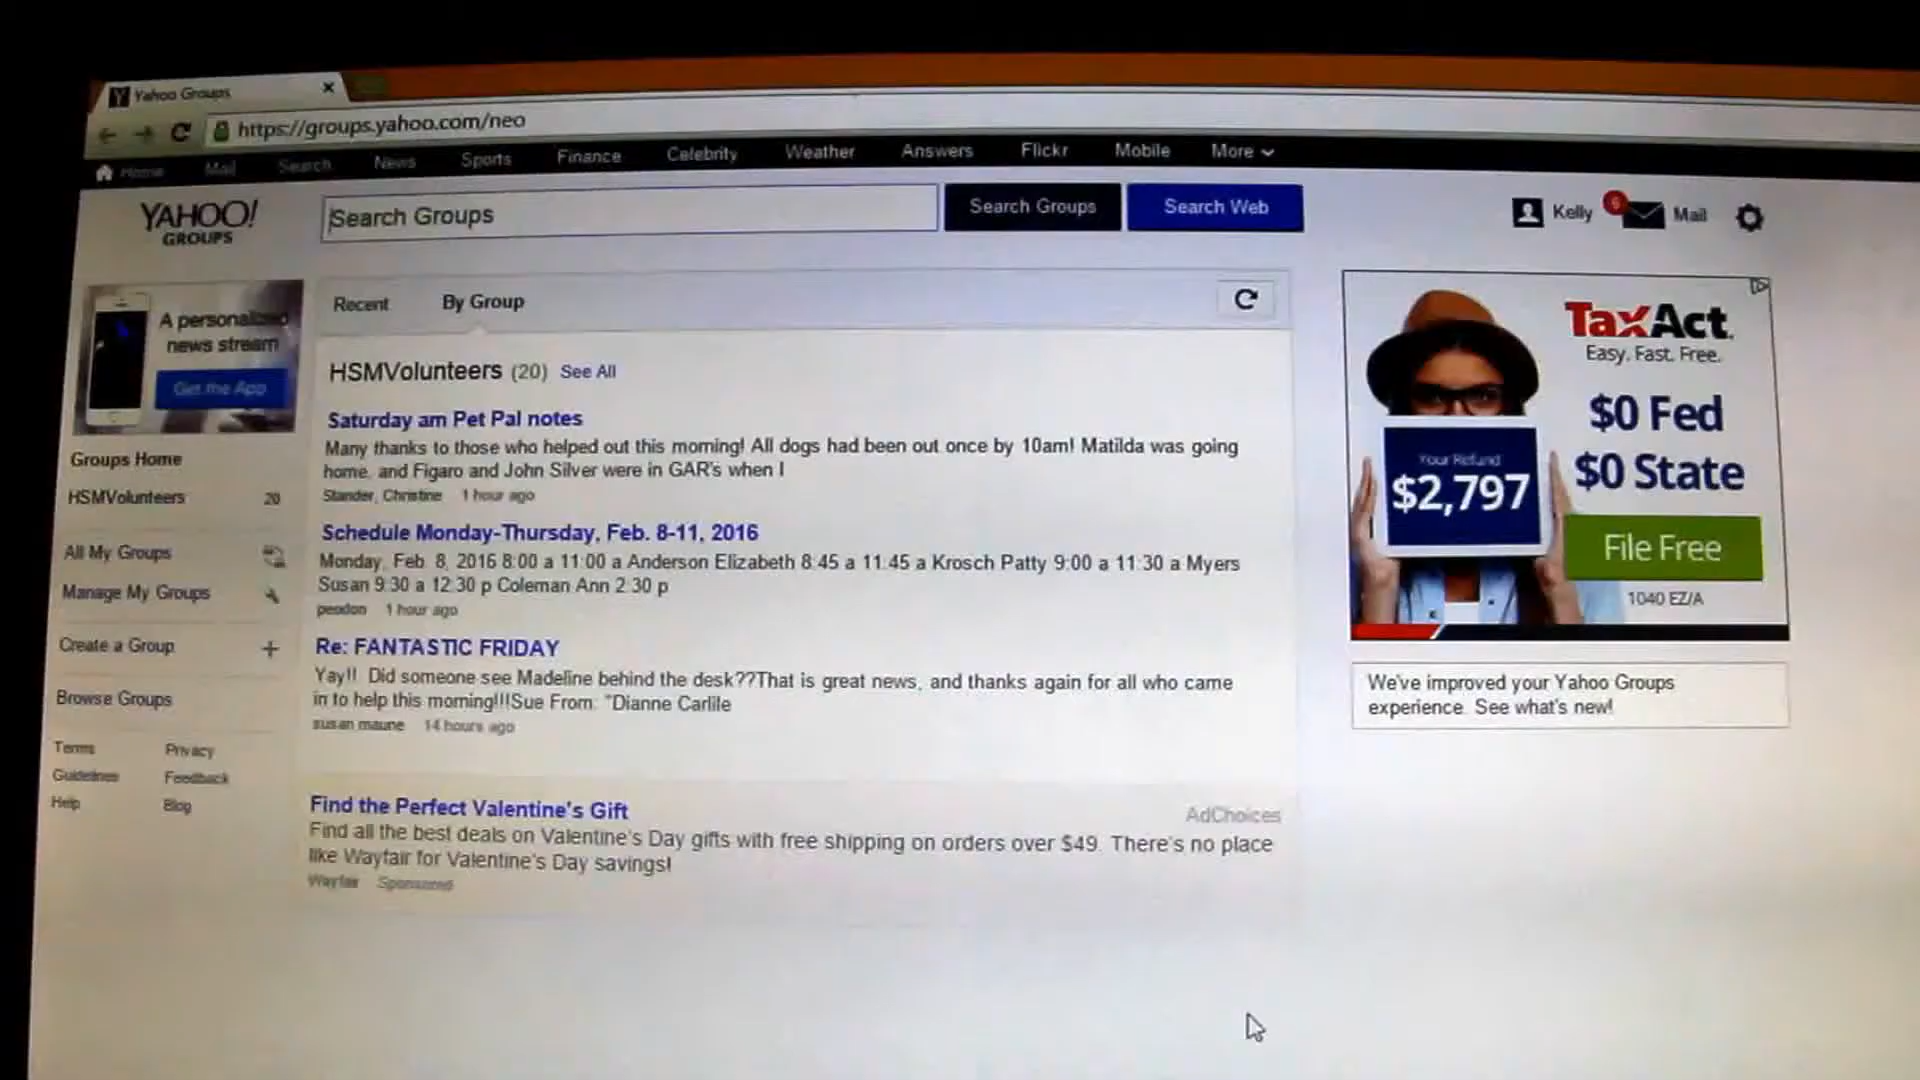 Yahoo Groups
https://groups.yahoo.com/neo
Home Mail Search News Sports Finance Celebrity Weather Answers Flickr Mobile More
YAHOO!
GROUPS
Search Groups
Search Groups
Search Web
Kelly
6
Mail
A personalized
news stream
Get the App
Groups Home
HSMVolunteers 20
All My Groups
Manage My Groups
Create a Group
Browse Groups
Terms Privacy
Guidelines Feedback
Help Blog
Recent By Group
HSMVolunteers (20) See All
Saturday am Pet Pal notes
Many thanks to those who helped out this morning! All dogs had been out once by 10am! Matilda was going
home, and Figaro and John Silver were in GAR's when I
Stander, Christine 1 hour ago
Schedule Monday-Thursday, Feb. 8-11, 2016
Monday, Feb. 8, 2016 8:00 a 11:00 a Anderson Elizabeth 8:45 a 11:45 a Krosch Patty 9:00 a 11:30 a Myers
Susan 9:30 a 12:30 p Coleman Ann 2:30 p
1 hour ago
Re: FANTASTIC FRIDAY
Yay!! Did someone see Madeline behind the desk??That is great news, and thanks again for all who came
in to help this morning!!!Sue From: "Dianne Carlile
susan maune 14 hours ago
Find the Perfect Valentine's Gift
AdChoices
Find all the best deals on Valentine's Day gifts with free shipping on orders over $49. There's no place
like Wayfair for Valentine's Day savings!
Wayfair Sponsored
TaxAct.
Easy. Fast. Free.
$0 Fed
$0 State
Your Refund
$2,797
File Free
1040 EZ/A
We've improved your Yahoo Groups
experience. See what's new!